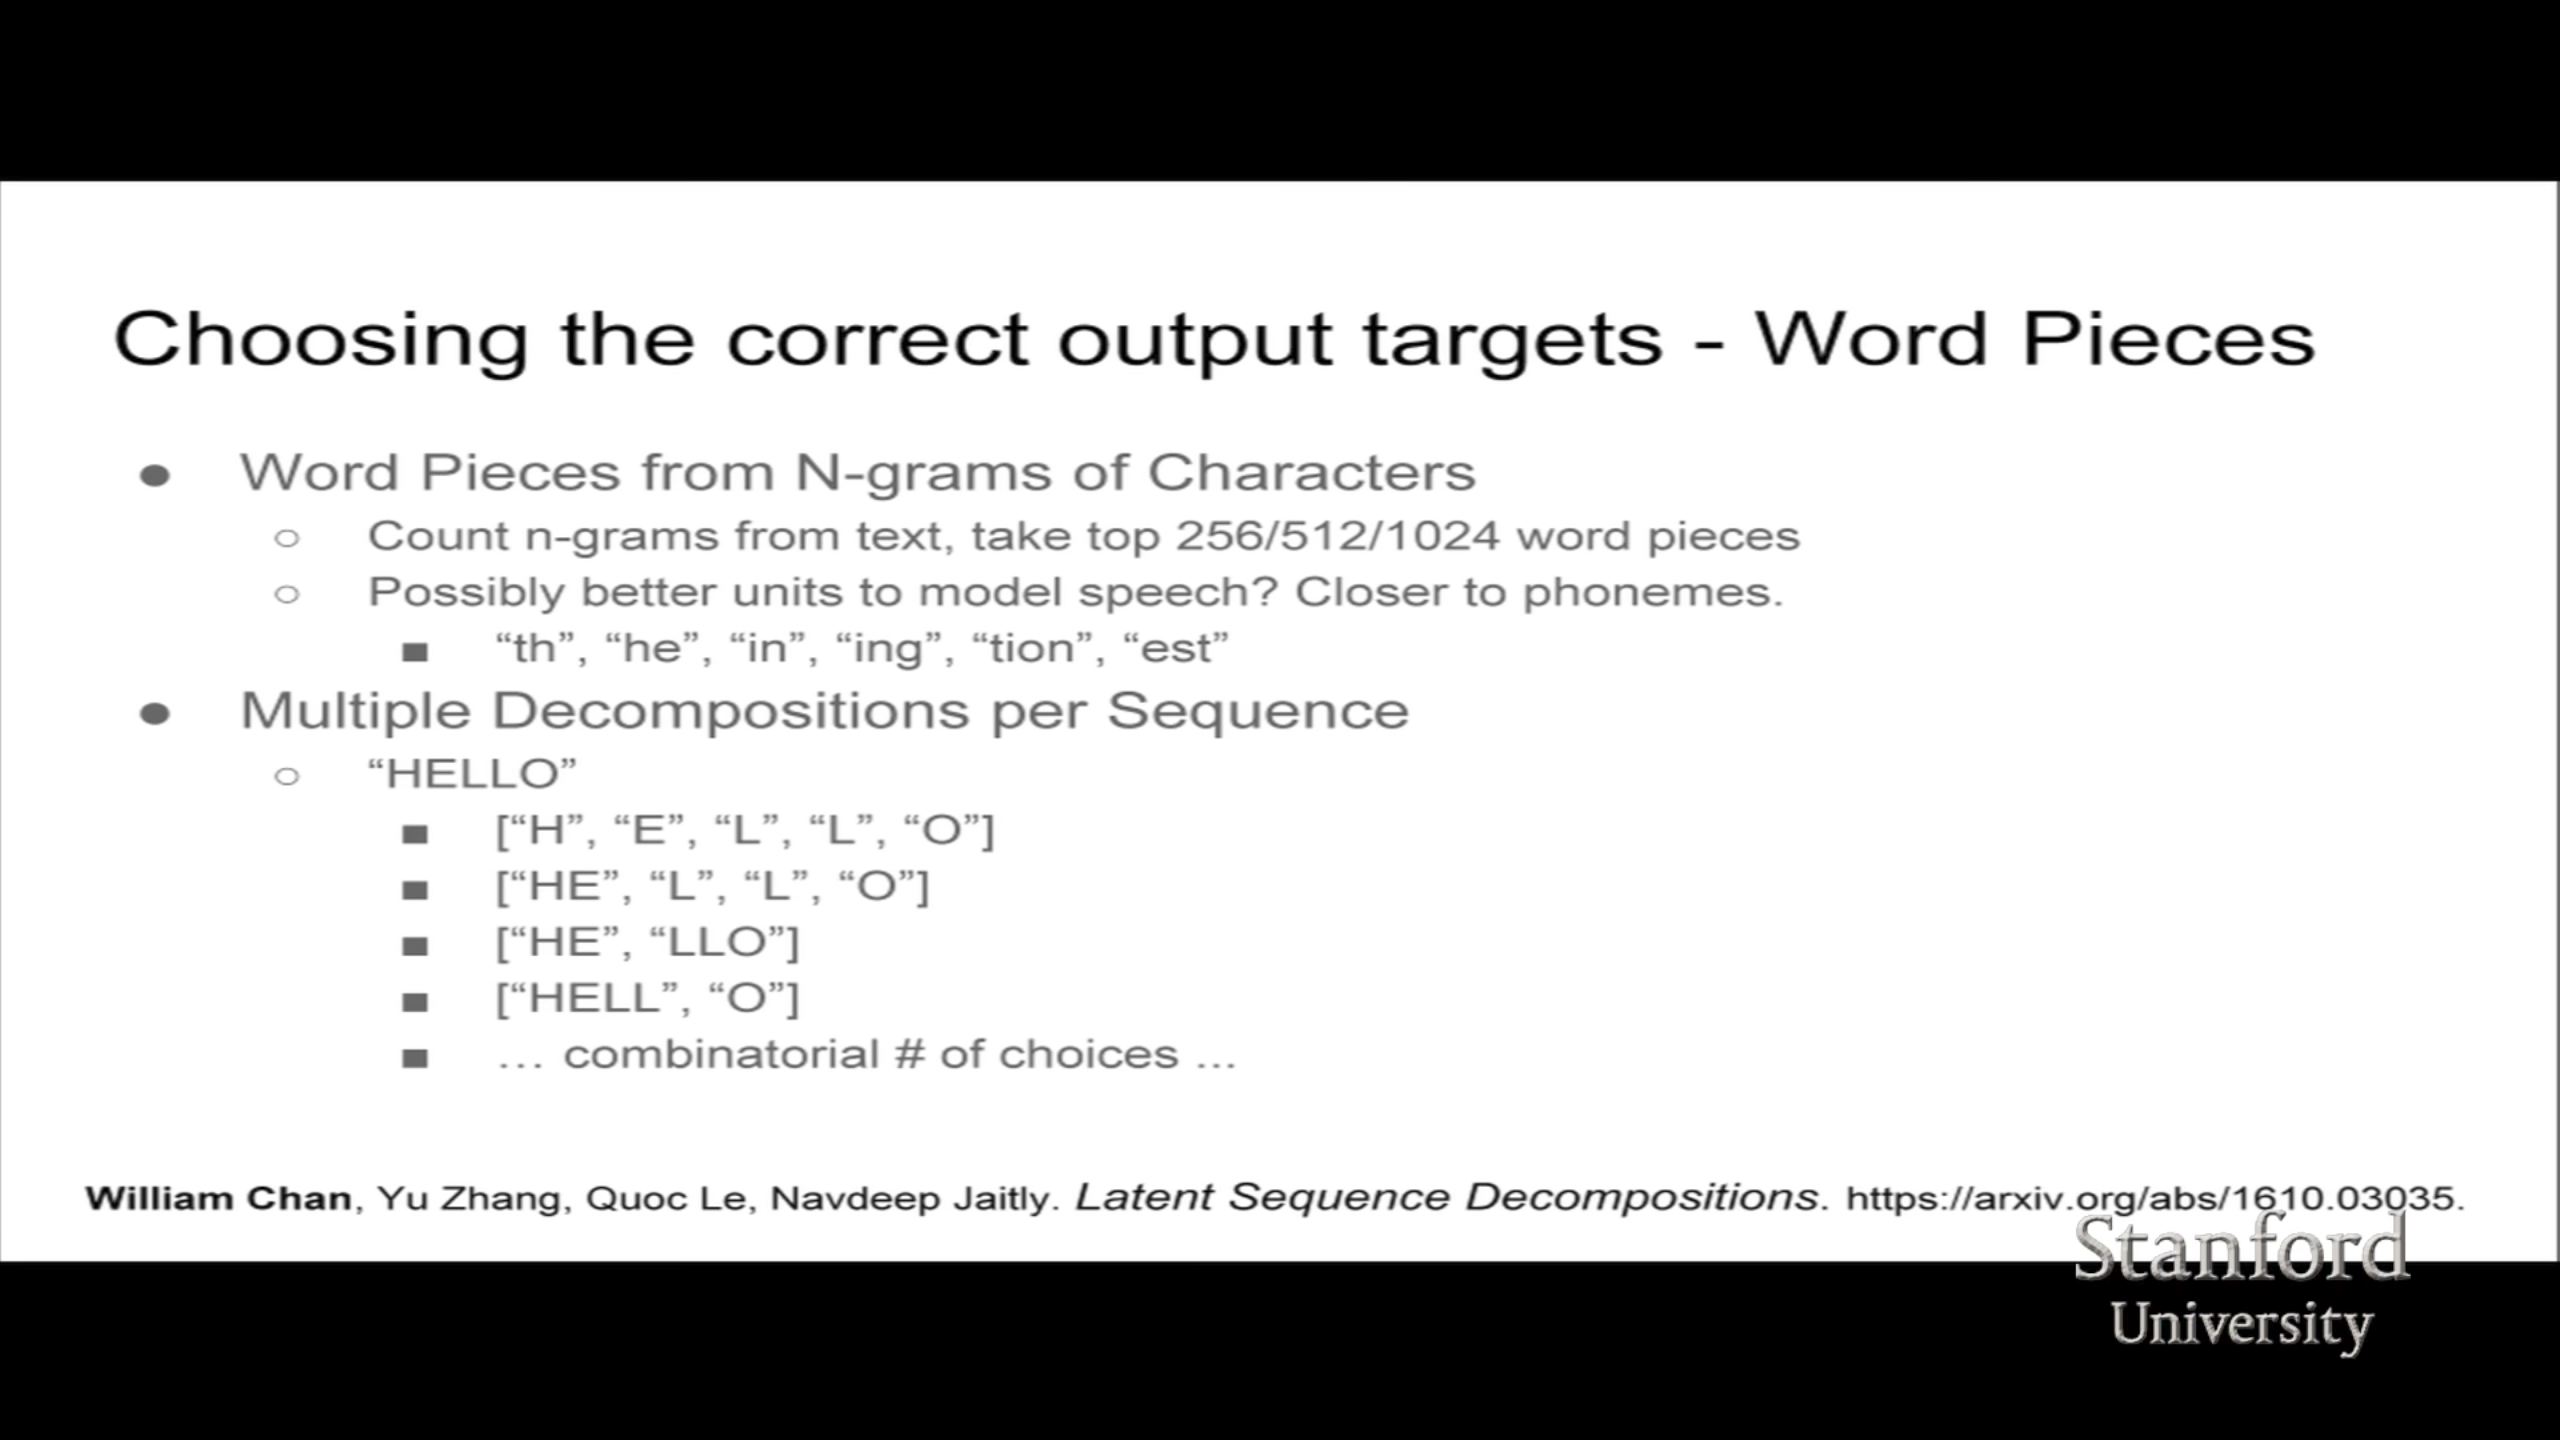 Choosing the correct output targets - Word Pieces
● Word Pieces from N-grams of Characters
○ Count n-grams from text, take top 256/512/1024 word pieces
○ Possibly better units to model speech? Closer to phonemes.
■ “th”, “he”, “in”, “ing”, “tion”, “est”
● Multiple Decompositions per Sequence
○ “HELLO”
■ [“H”, “E”, “L”, “L”, “O”]
■ [“HE”, “L”, “L”, “O”]
■ [“HE”, “LLO”]
■ [“HELL”, “O”]
■ … combinatorial # of choices ...
William Chan, Yu Zhang, Quoc Le, Navdeep Jaitly. Latent Sequence Decompositions. https://arxiv.org/abs/1610.03035.
Stanford
University